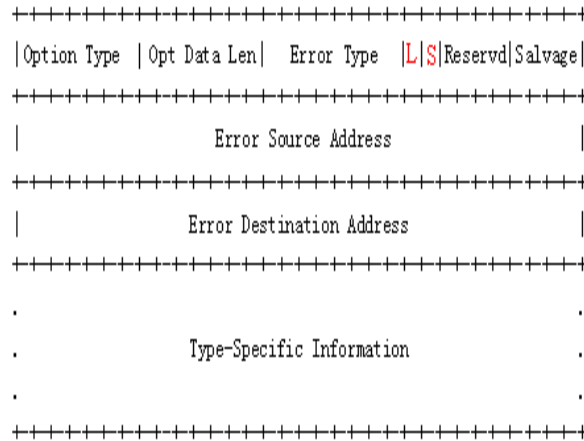 +-+-+-+-+-+-+-+-+-+-+-+-+-+-+-+-+-+-+-+-+-+-+-+-+-+-+-+-+-+-+-+-+
|Option Type | Opt Data Len| Error Type |L|S|Reservd|Salvage|
+-+-+-+-+-+-+-+-+-+-+-+-+-+-+-+-+-+-+-+-+-+-+-+-+-+-+-+-+-+-+-+-+
| Error Source Address |
+-+-+-+-+-+-+-+-+-+-+-+-+-+-+-+-+-+-+-+-+-+-+-+-+-+-+-+-+-+-+-+-+
| Error Destination Address |
+-+-+-+-+-+-+-+-+-+-+-+-+-+-+-+-+-+-+-+-+-+-+-+-+-+-+-+-+-+-+-+-+
. .
. Type-Specific Information .
. .
+-+-+-+-+-+-+-+-+-+-+-+-+-+-+-+-+-+-+-+-+-+-+-+-+-+-+-+-+-+-+-+-+